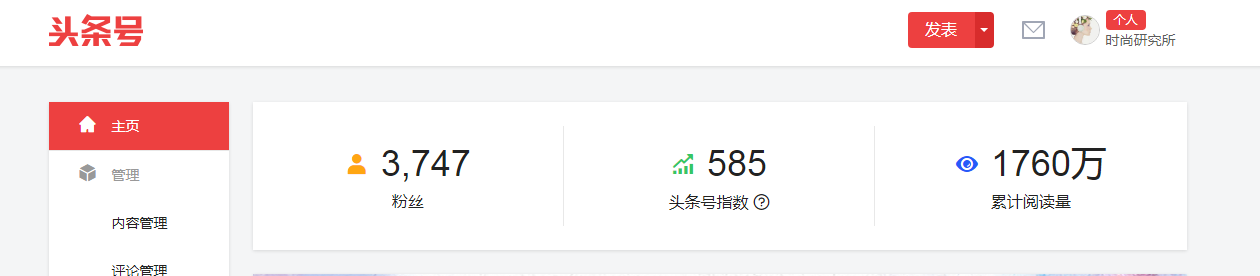 头条号
发表
个人
时尚研究所
主页
管理
内容管理
评论管理
3,747
粉丝
585
头条号指数
1760万
累计阅读量